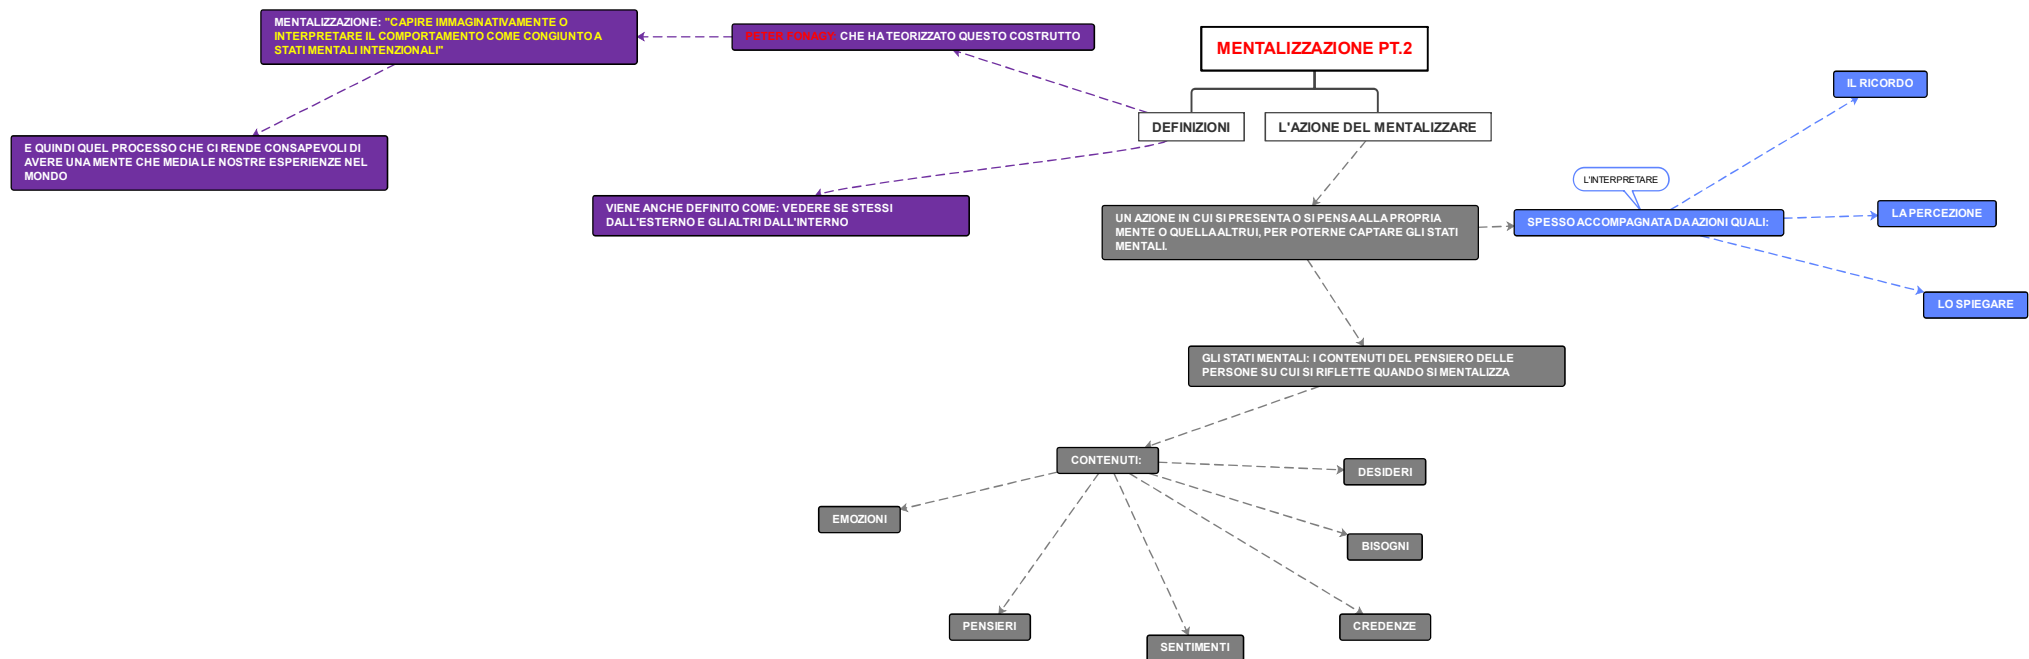 MENTALIZZAZIONE PT.2
DEFINIZIONI
L'AZIONE DEL MENTALIZZARE
PETER FONAGY: CHE HA TEORIZZATO QUESTO COSTRUTTO
MENTALIZZAZIONE: "CAPIRE IMMAGINATIVAMENTE O
INTERPRETARE IL COMPORTAMENTO COME CONGIUNTO A
STATI MENTALI INTENZIONALI"
E QUINDI QUEL PROCESSO CHE CI RENDE CONSAPEVOLI DI
AVERE UNA MENTE CHE MEDIA LE NOSTRE ESPERIENZE NEL
MONDO
VIENE ANCHE DEFINITO COME: VEDERE SE STESSI
DALL'ESTERNO E GLI ALTRI DALL'INTERNO
UN AZIONE IN CUI SI PRESENTA O SI PENSA ALLA PROPRIA
MENTE O QUELLA ALTRUI, PER POTERNE CAPTARE GLI STATI
MENTALI.
L'INTERPRETARE
SPESSO ACCOMPAGNATA DA AZIONI QUALI:
IL RICORDO
LA PERCEZIONE
LO SPIEGARE
GLI STATI MENTALI: I CONTENUTI DEL PENSIERO DELLE
PERSONE SU CUI SI RIFLETTE QUANDO SI MENTALIZZA
CONTENUTI:
DESIDERI
EMOZIONI
BISOGNI
PENSIERI
CREDENZE
SENTIMENTI